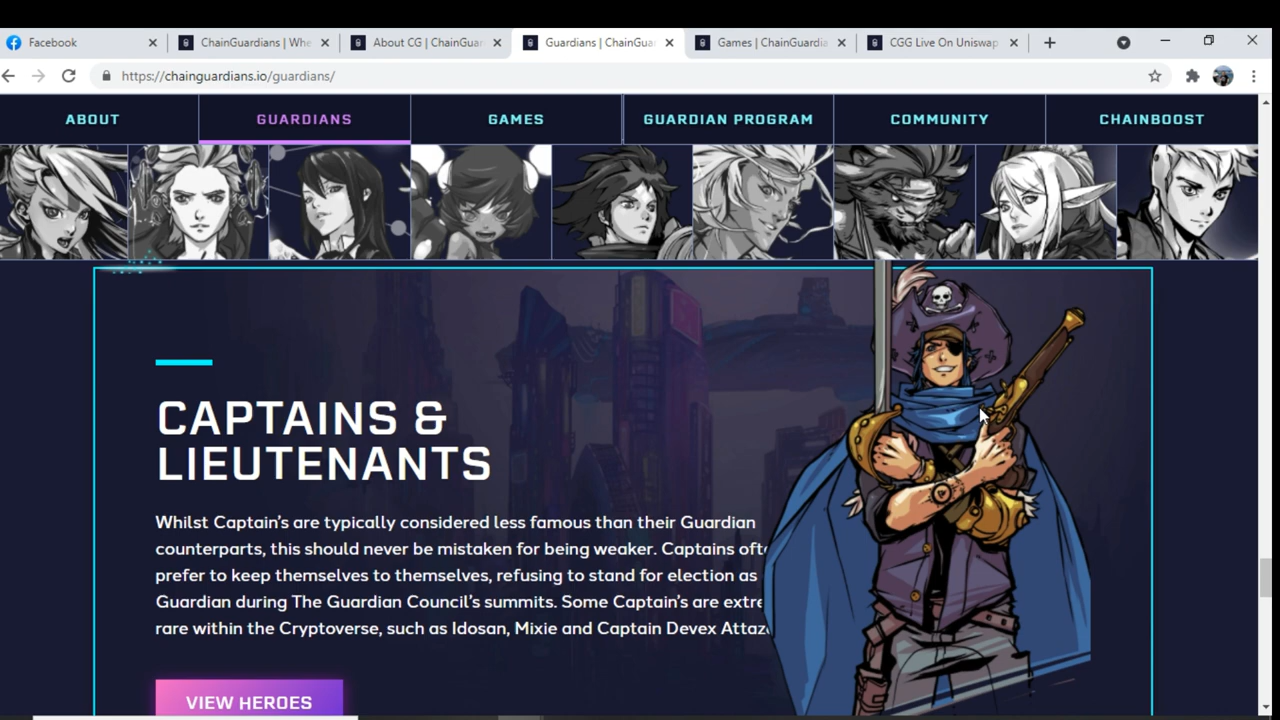 Facebook
ChainGuardians | Whe
About CG | ChainGuar
Guardians | ChainGua
Games | ChainGuardia
CGG Live On Uniswap
https://chainguardians.io/guardians/
ABOUT
GUARDIANS
GAMES
GUARDIAN PROGRAM
COMMUNITY
CHAINBOOST
CAPTAINS &
LIEUTENANTS
Whilst Captain's are typically considered less famous than their Guardian
counterparts, this should never be mistaken for being weaker. Captains ofte
prefer to keep themselves to themselves, refusing to stand for election as
Guardian during The Guardian Council's summits. Some Captain's are extre
rare within the Cryptoverse, such as Idosan, Mixie and Captain Devex Attaz
VIEW HEROES